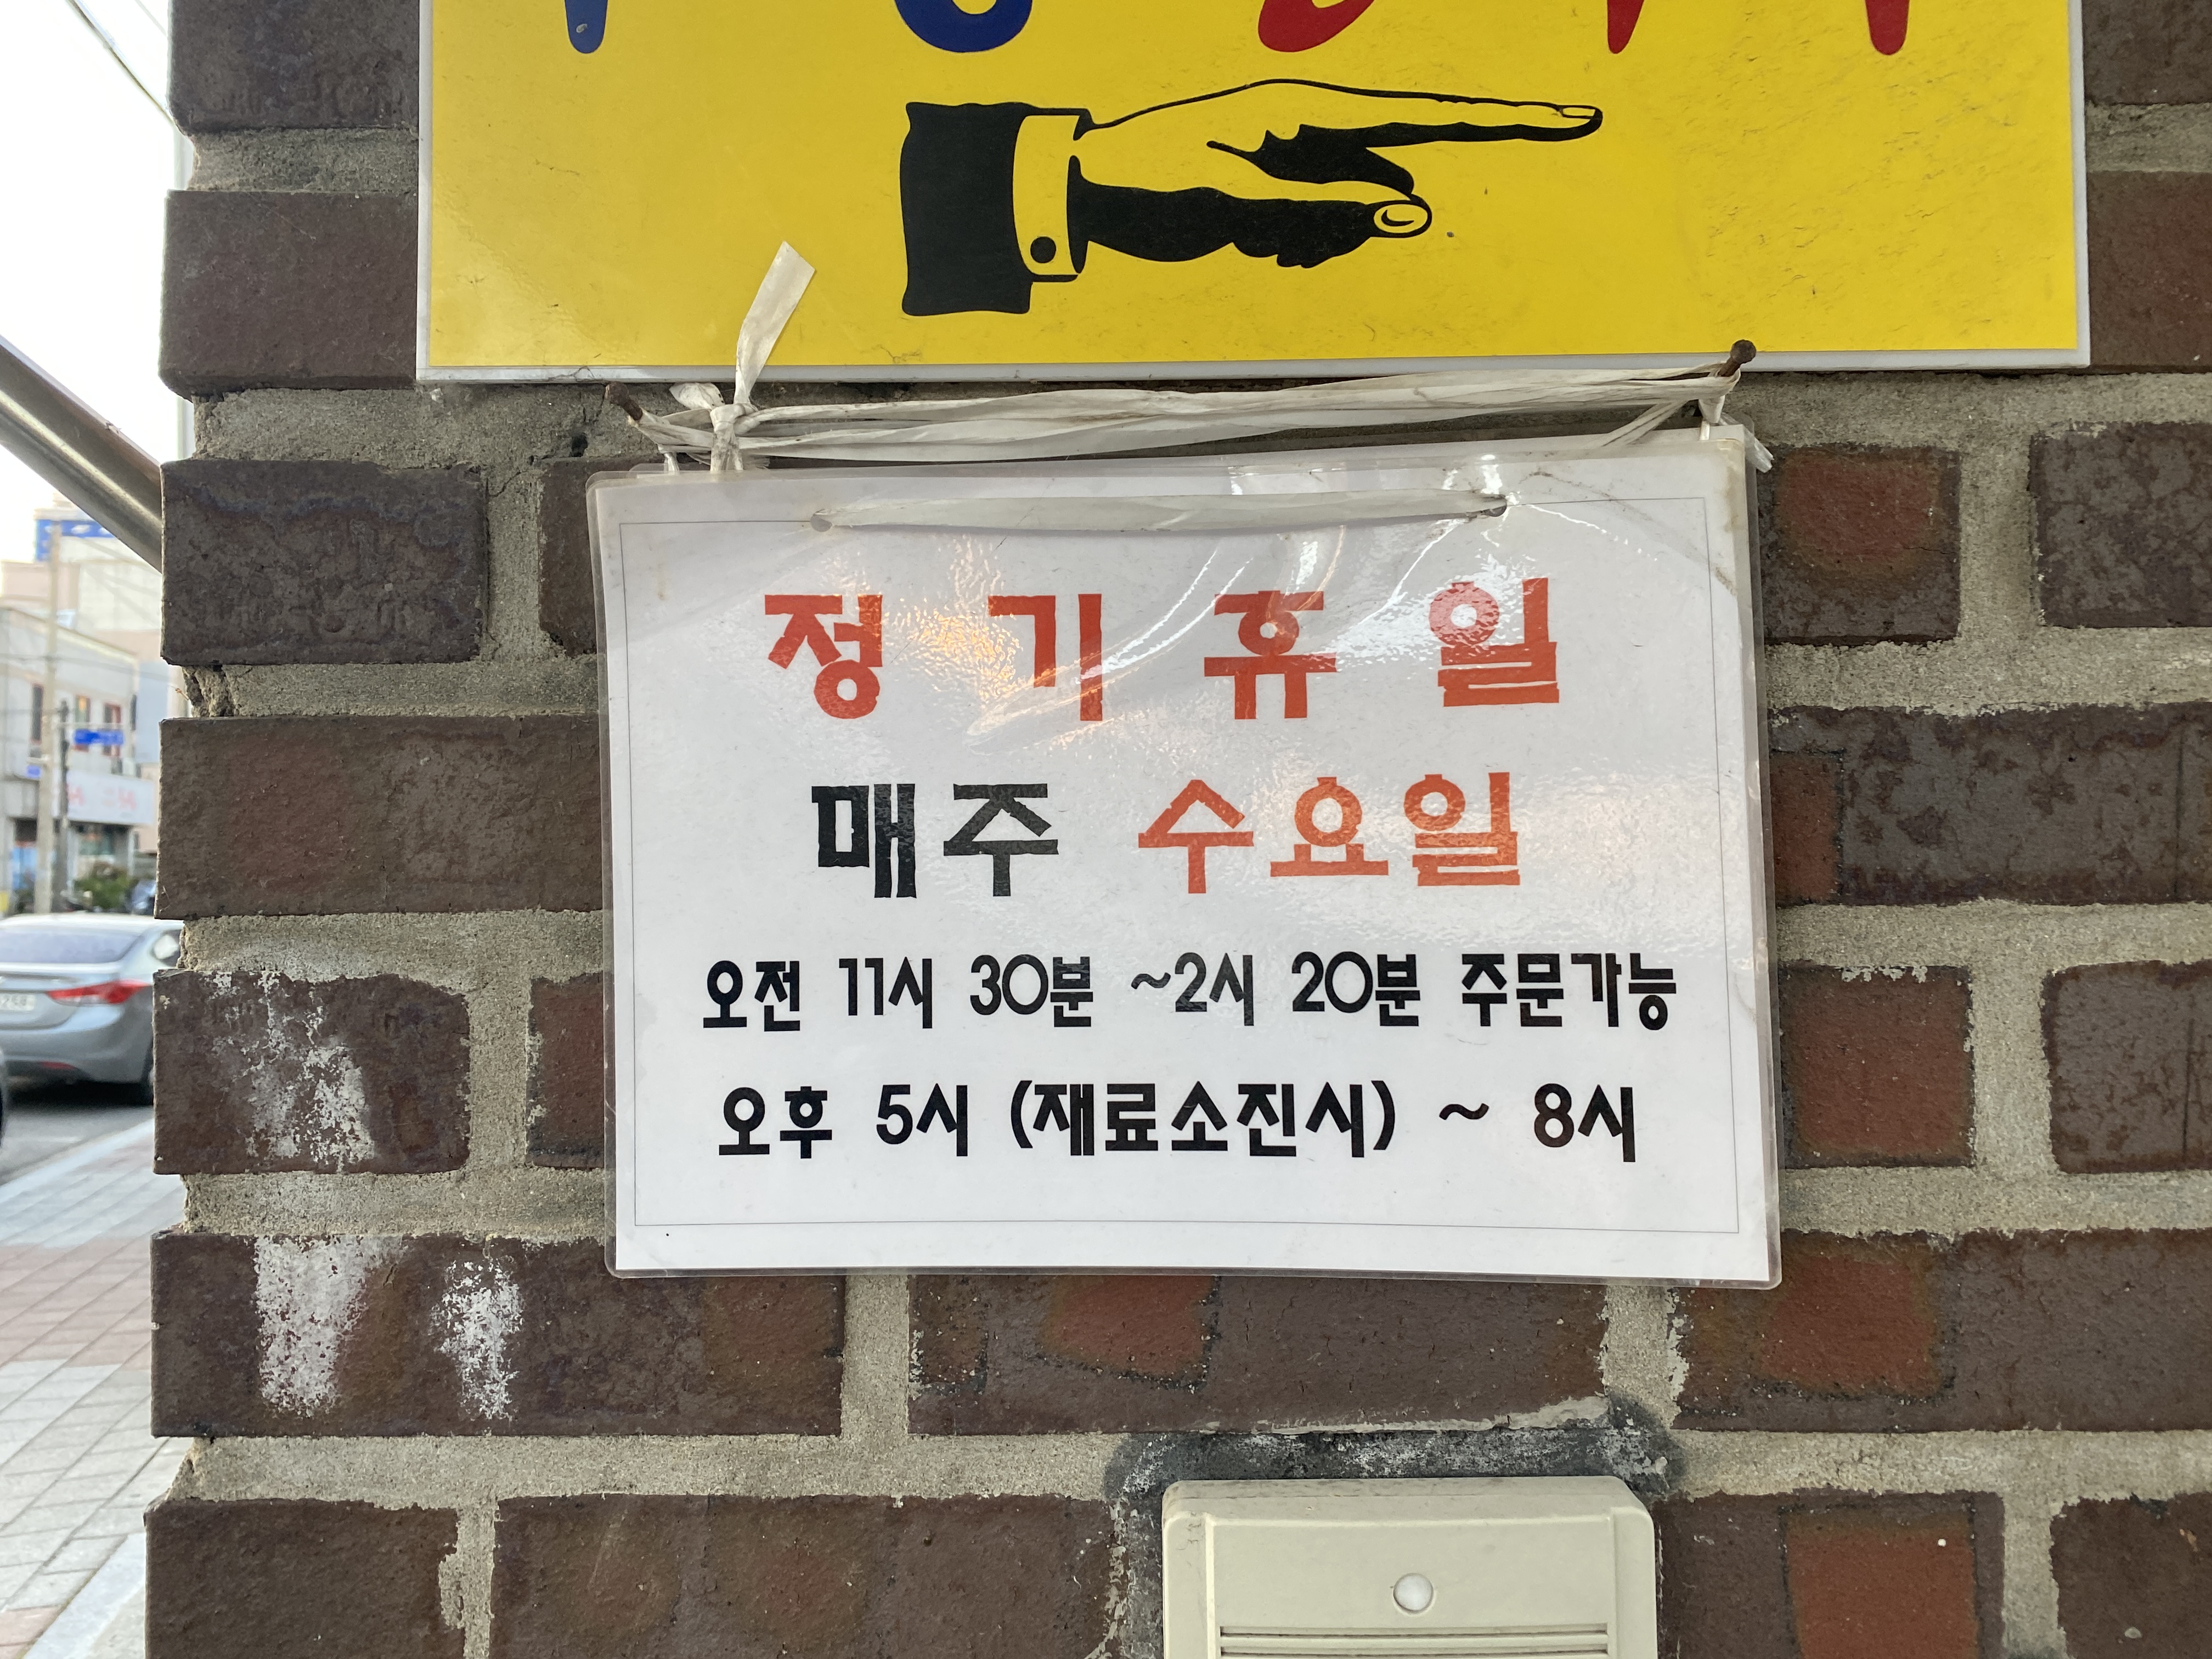 정기휴일
매주 수요일
오전 11시 30분 ~2시 20분 주문가능
오후 5시 (재료소진시) ~ 8시